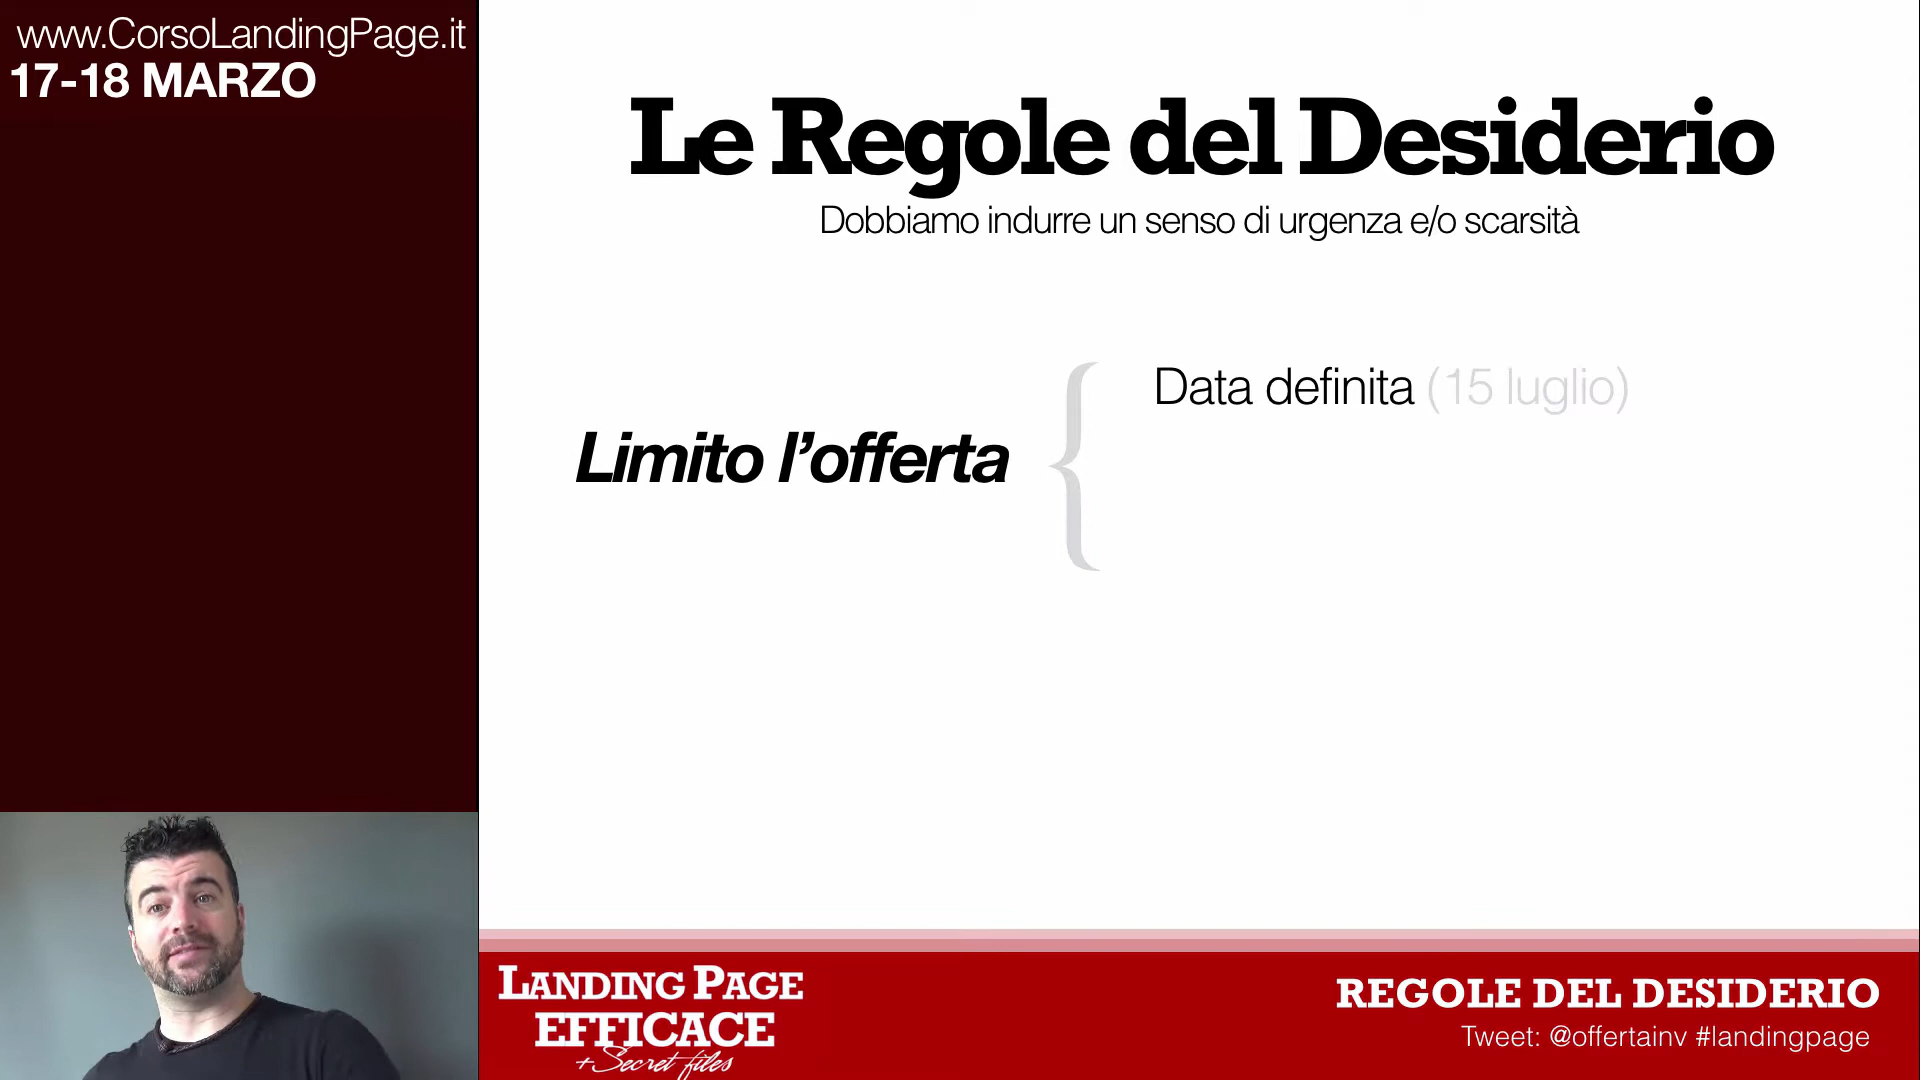 www.CorsoLandingPage.it
17-18 MARZO
Le Regole del Desiderio
Dobbiamo indurre un senso di urgenza e/o scarsità
Limito l’offerta
Data definita (15 luglio)
LANDING PAGE
EFFICACE
+ Secret files
REGOLE DEL DESIDERIO
Tweet: @offertainv #landingpage